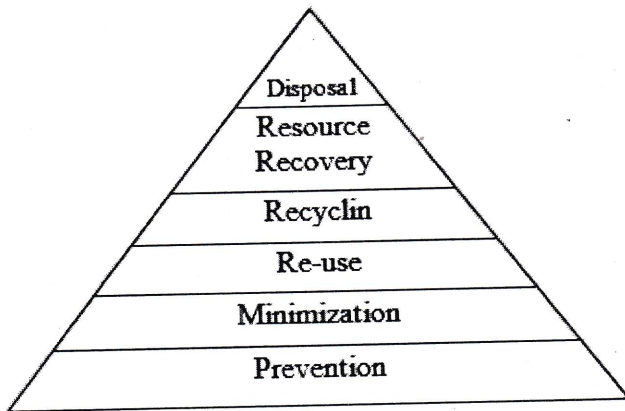 Disposal
Resource
Recovery
Recyclin
Re-use
Minimization
Prevention